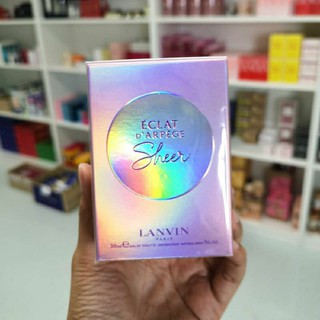 ÉCLAT
D'ARPÈGE
Sheer
LANVIN
PARIS